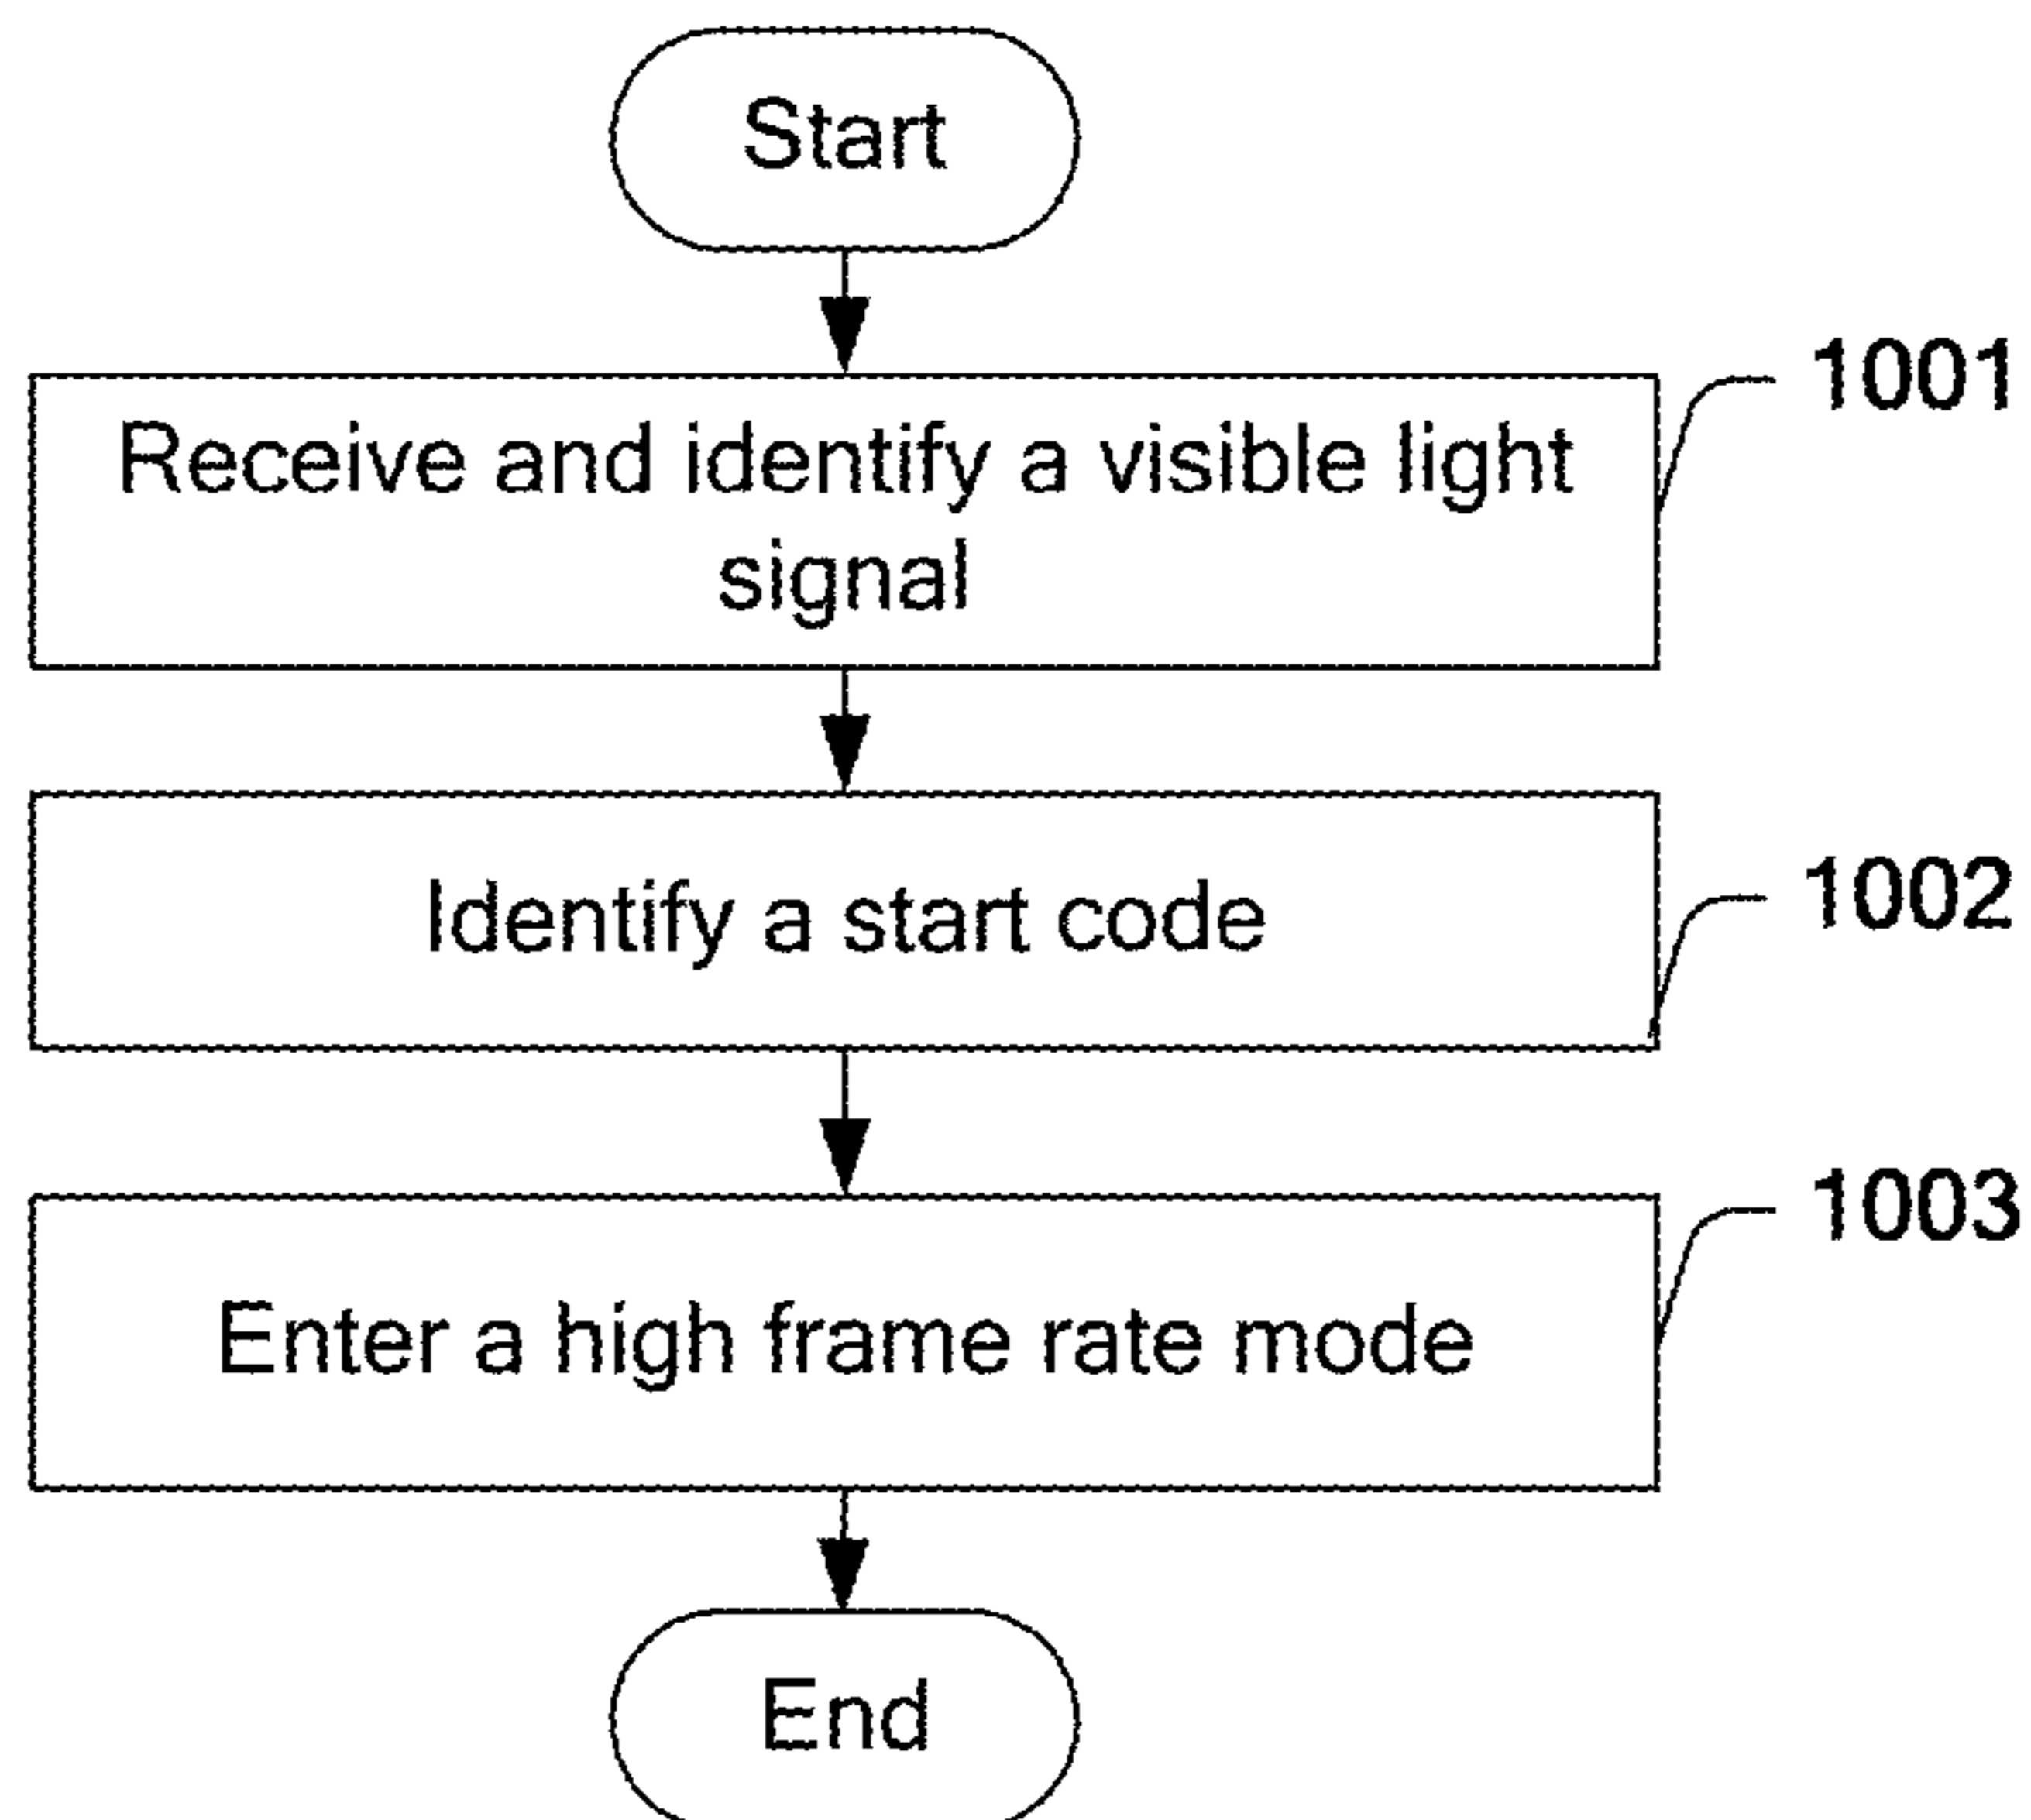 Start
1001
Receive and identify a visible light
signal
1002
Identify a start code
1003
Enter a high frame rate mode
End